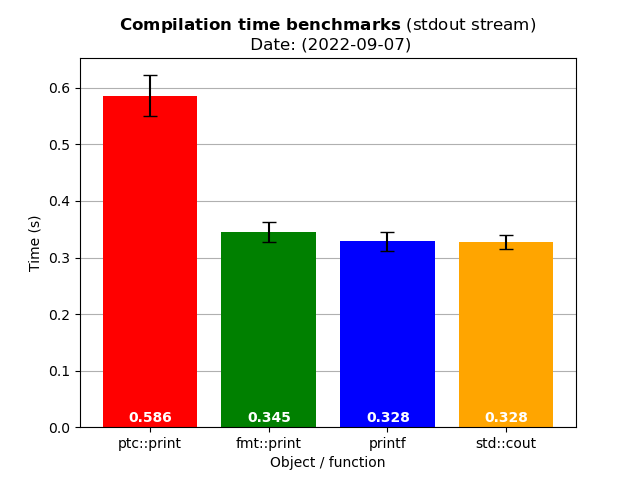 Compilation time benchmarks (stdout stream)
Date: (2022-09-07)
Time (s)
0.6
0.5
0.4
0.3
0.2
0.1
0.0
0.586
0.345
0.328
0.328
ptc::print
fmt::print
printf
std::cout
Object / function